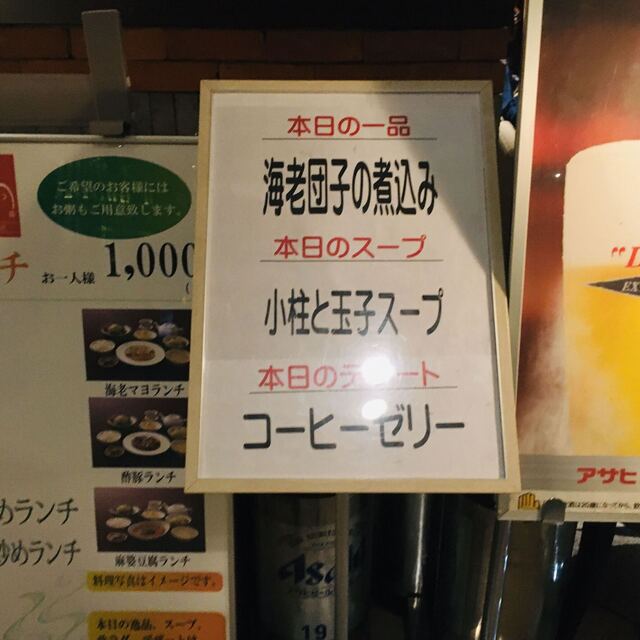 ご希望のお客様には
お粥もご用意致します。
お一人様 1,000
海老マヨランチ
酢豚ランチ
めランチ
炒めランチ
麻婆豆腐ランチ
料理写真はイメージです。
本日の逸品、スープ、
本日の一品
海老団子の煮込み
本日のスープ
小柱と玉子スープ
本日のデザート
コーヒーゼリー
Asahi
19
アサヒ